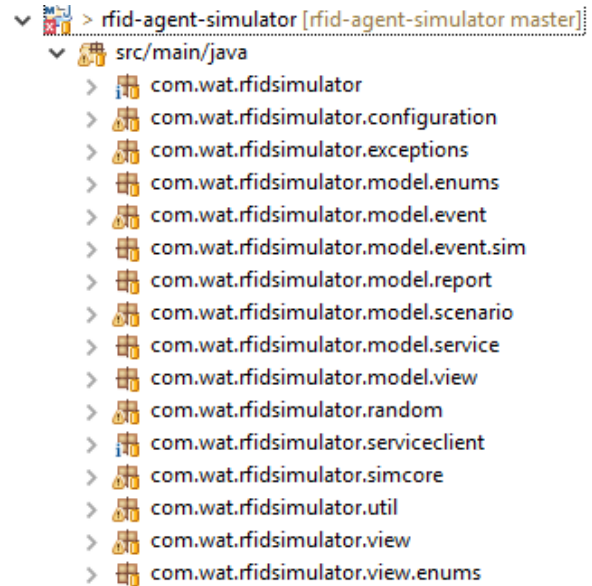 > rfid-agent-simulator [rfid-agent-simulator master]
src/main/java
com.wat.rfidsimulator
com.wat.rfidsimulator.configuration
com.wat.rfidsimulator.exceptions
com.wat.rfidsimulator.model.enums
com.wat.rfidsimulator.model.event
com.wat.rfidsimulator.model.event.sim
com.wat.rfidsimulator.model.report
com.wat.rfidsimulator.model.scenario
com.wat.rfidsimulator.model.service
com.wat.rfidsimulator.model.view
com.wat.rfidsimulator.random
com.wat.rfidsimulator.serviceclient
com.wat.rfidsimulator.simcore
com.wat.rfidsimulator.util
com.wat.rfidsimulator.view
com.wat.rfidsimulator.view.enums